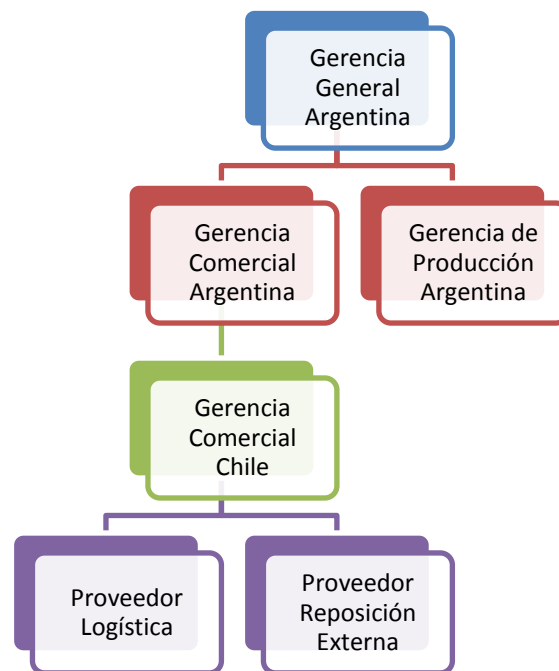 Gerencia
General
Argentina
Gerencia
Comercial
Argentina
Gerencia de
Producción
Argentina
Gerencia
Comercial
Chile
Proveedor
Logística
Proveedor
Reposición
Externa